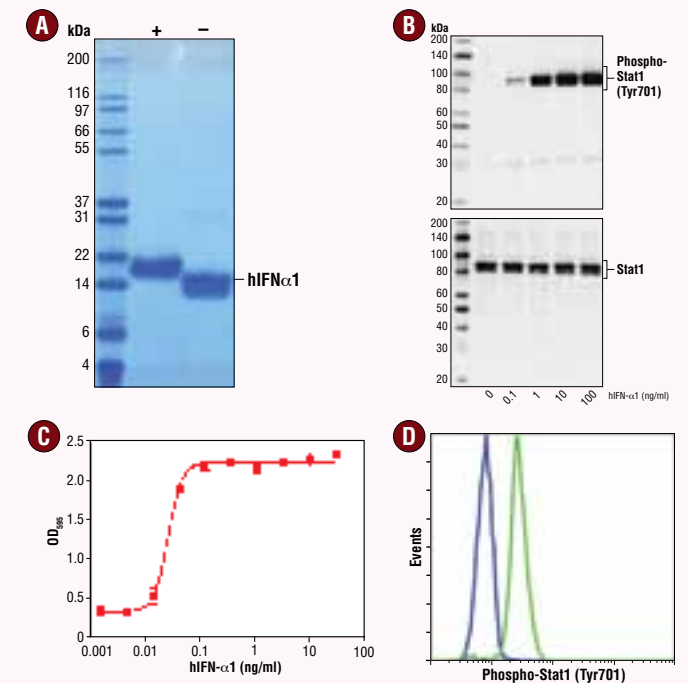 A
kDa
+ −
200
116
97
66
55
37
31
22
14
6
4
hIFNα1
B
kDa
200
140
100
80
60
50
40
30
20
Phospho-
Stat1
(Tyr701)
200
140
100
80
60
50
40
30
20
Stat1
0 0.1 1 10 100 hIFN-α1 (ng/ml)
C
2.5
2.0
1.5
1.0
0.5
0
OD595
0.001 0.01 0.1 1 10 100
hIFN-α1 (ng/ml)
D
Events
Phospho-Stat1 (Tyr701)